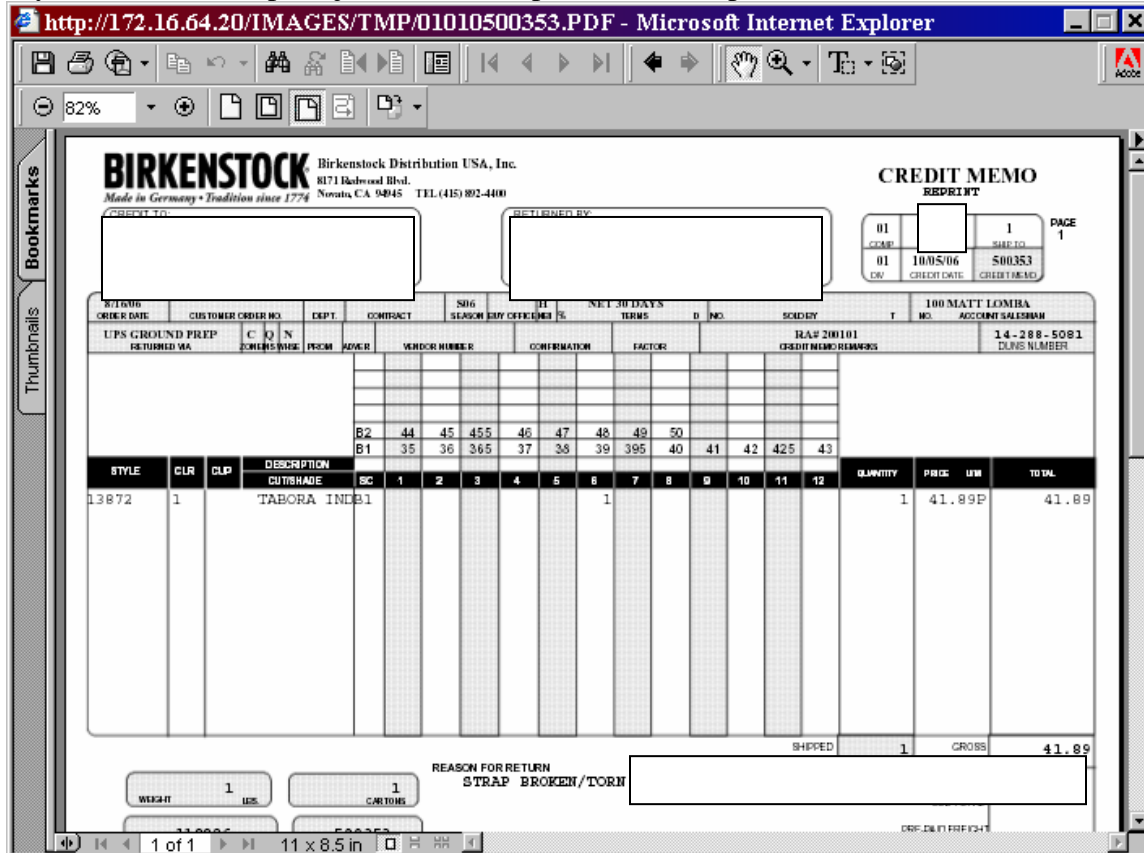 http://172.16.64.20/IMAGES/TMP/01010500353.PDF - Microsoft Internet Explorer
Adobe
82%
Bookmarks
Thumbnails
BIRKENSTOCK
Made in Germany • Tradition since 1774
Birkenstock Distribution USA, Inc.
8171 Redwood Blvd.
Novato, CA 94945 TEL (415) 892-4400
CREDIT MEMO
REPRINT
CREDIT TO:
RETURNED BY:
01 1 PAGE
COMP SHIP TO 1
01 10/05/06 500353
DIV CREDIT DATE CREDIT MEMO
8/16/06 S06 H NET 30 DAYS 100 MATT LOMBA
ORDER DATE CUSTOMER ORDER NO. DEPT. CONTRACT SEASON BUY OFFICE % TERMS D NO. SOLD BY T NO. ACCOUNT SALESMAN
UPS GROUND PREP C Q N RA# 200101 14-288-5081
RETURNED VIA WHSE PROM ADVER VENDOR NUMBER CONFIRMATION FACTOR CREDIT MEMO REMARKS DUNS NUMBER
B2 44 45 455 46 47 48 49 50
B1 35 36 365 37 38 39 395 40 41 42 425 43
STYLE CLR CUP DESCRIPTION CUT/SHADE SC 1 2 3 4 5 6 7 8 9 10 11 12 QUANTITY PRICE U/M TOTAL
13872 1 TABORA IND B1 1 1 41.89P 41.89
SHIPPED 1 GROSS 41.89
REASON FOR RETURN
STRAP BROKEN/TORN
1 1
WEIGHT LBS. CARTONS
PRE-PAID FREIGHT
1 of 1 11 x 8.5 in